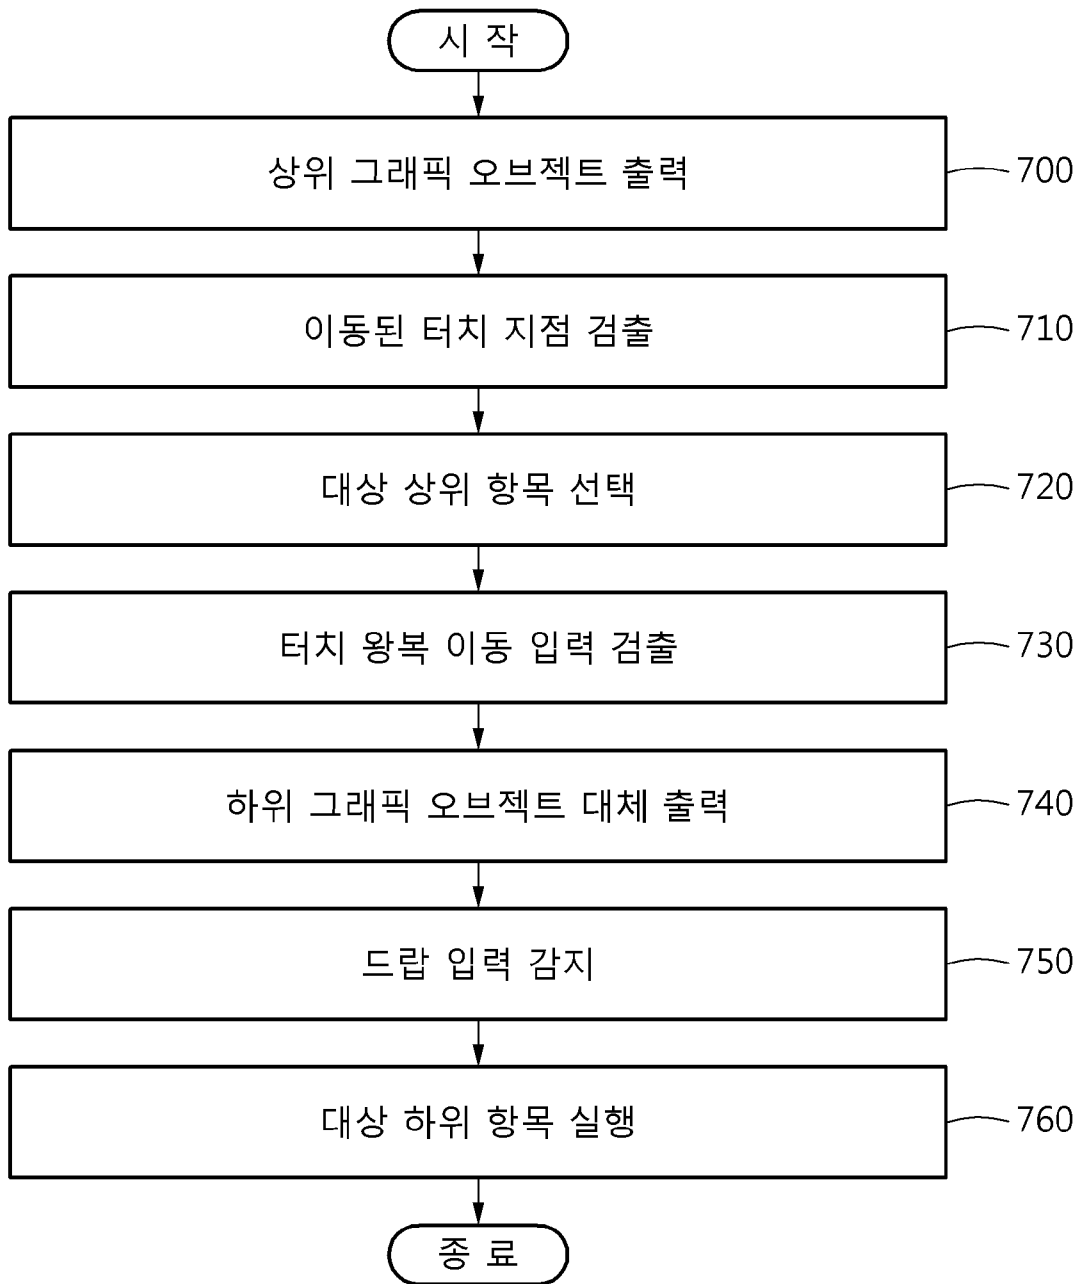 시 작
상위 그래픽 오브젝트 출력
700
이동된 터치 지점 검출
710
대상 상위 항목 선택
720
터치 왕복 이동 입력 검출
730
하위 그래픽 오브젝트 대체 출력
740
드랍 입력 감지
750
대상 하위 항목 실행
760
종 료